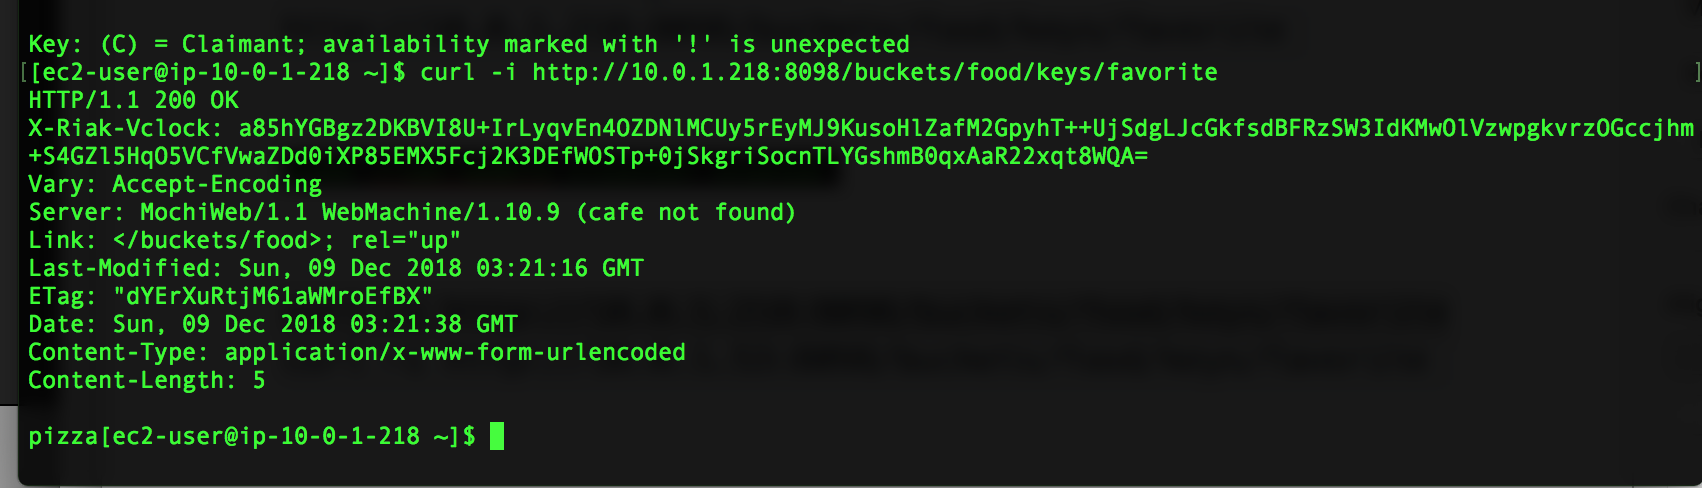 Key: (C) = Claimant; availability marked with '!' is unexpected
[[ec2-user@ip-10-0-1-218 ~]$ curl -i http://10.0.1.218:8098/buckets/food/keys/favorite ]
HTTP/1.1 200 OK
X-Riak-Vclock: a85hYGBgz2DKBVI8U+IrLyqvEn4OZDNlMCUy5rEyMJ9KusoHlZafM2GpyhT++UjSdgLJcGkfsdBFRzSW3IdKMwOlVzwpgkvrzOGccjhm
+S4GZl5HqO5VCfVwaZDd0iXP85EMX5Fcj2K3DEfWOSTp+0jSkgriSocnTLYGshmB0qxAaR22xqt8WQA=
Vary: Accept-Encoding
Server: MochiWeb/1.1 WebMachine/1.10.9 (cafe not found)
Link: </buckets/food>; rel="up"
Last-Modified: Sun, 09 Dec 2018 03:21:16 GMT
ETag: "dYErXuRtjM61aWMroEfBX"
Date: Sun, 09 Dec 2018 03:21:38 GMT
Content-Type: application/x-www-form-urlencoded
Content-Length: 5

pizza[ec2-user@ip-10-0-1-218 ~]$